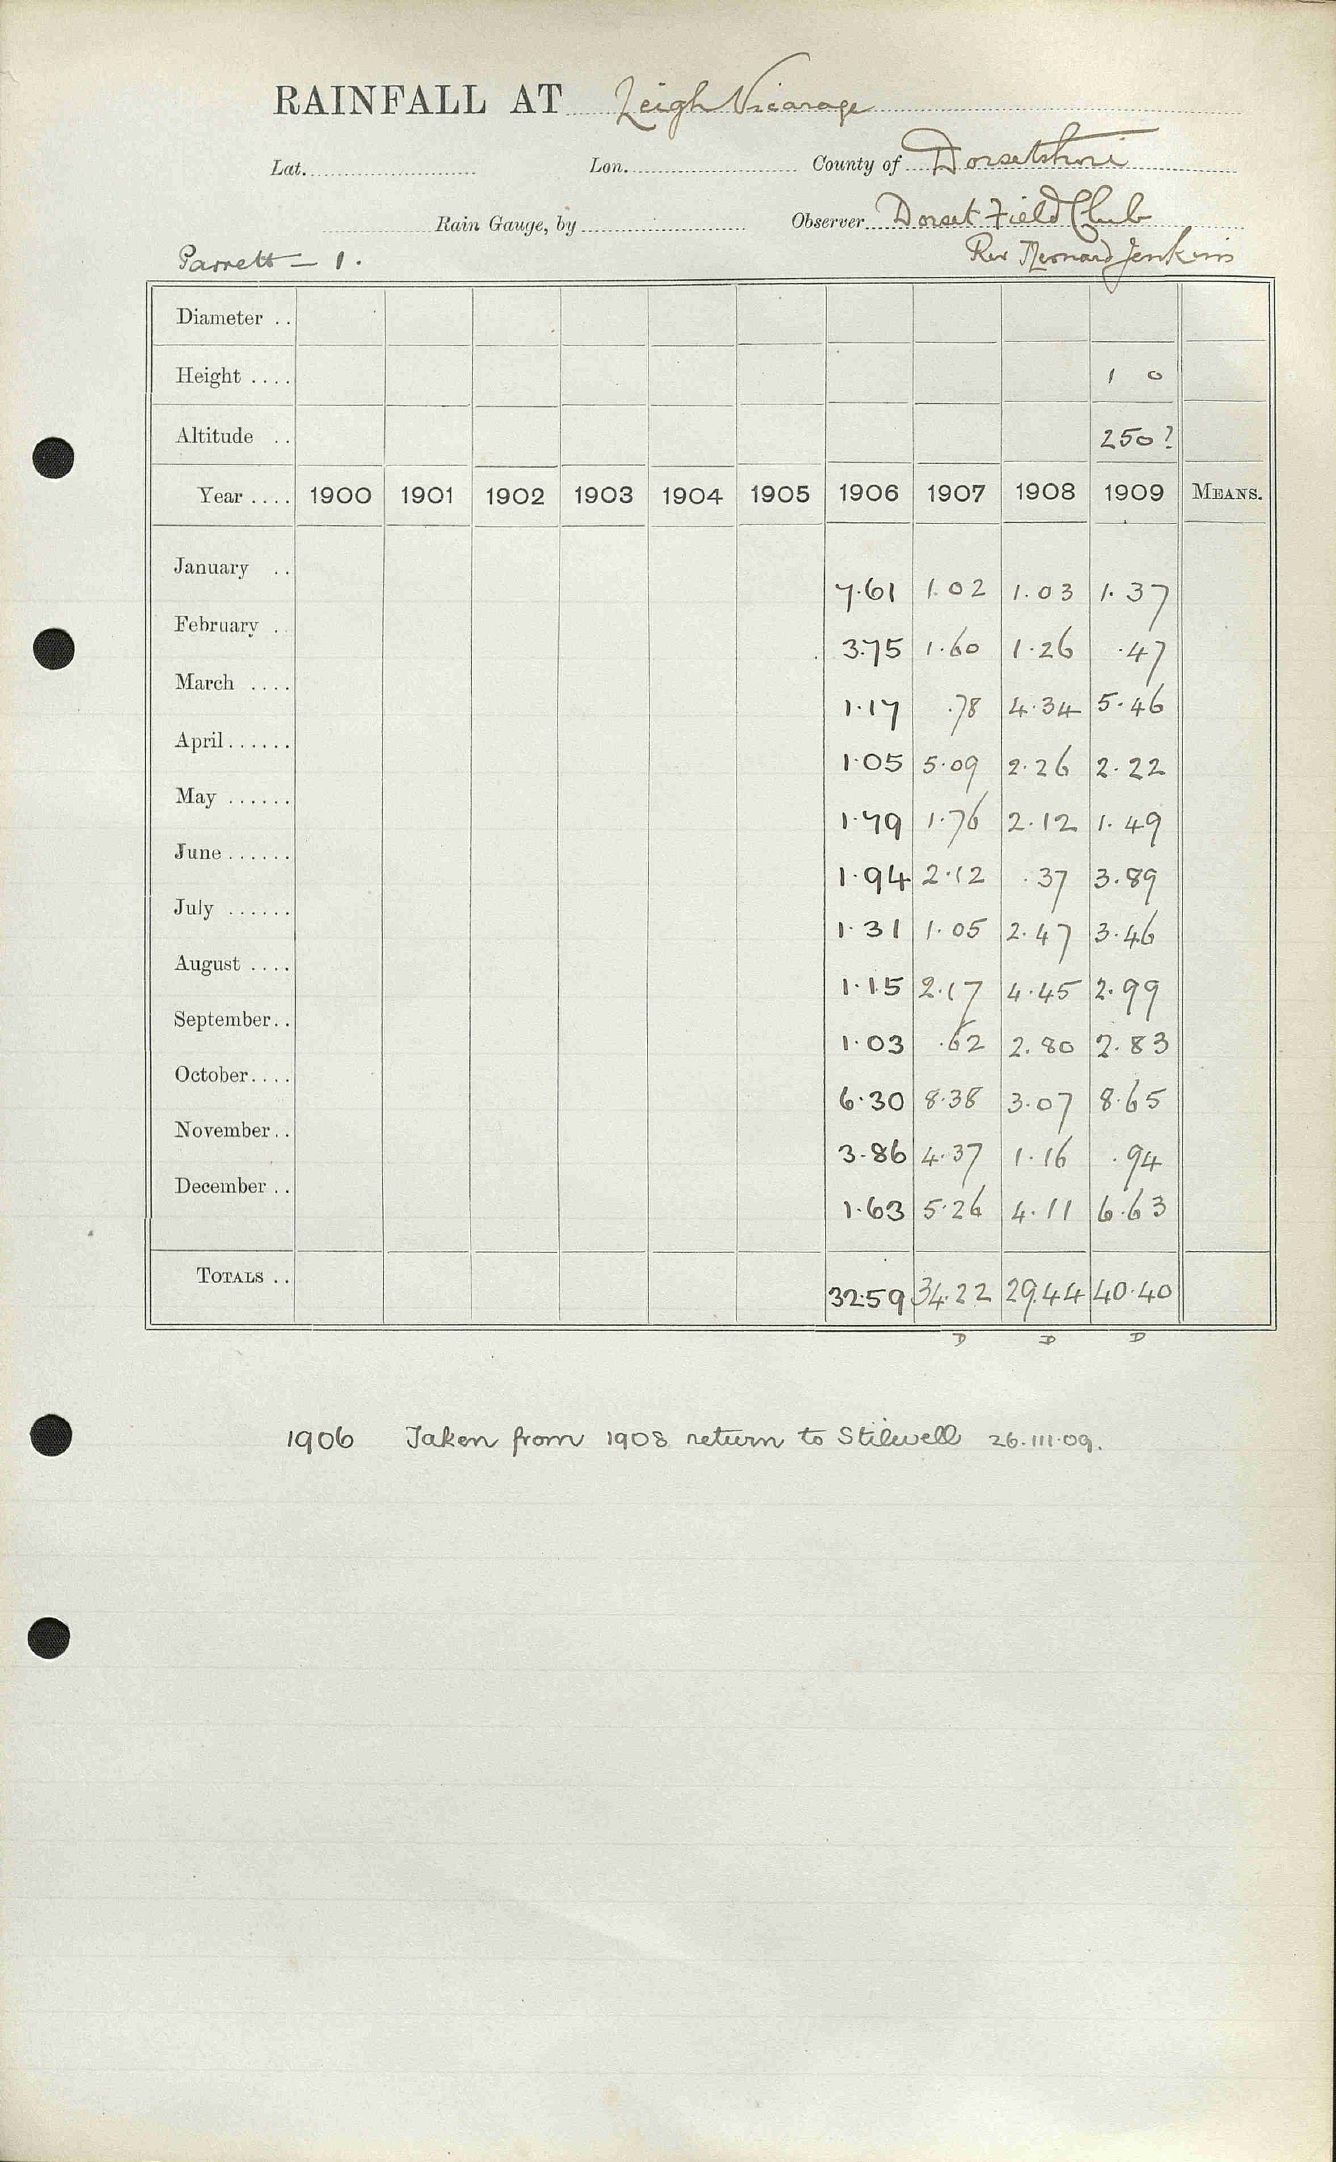 RAINFALL AT Leigh Vicarage
Lat. Lon. County of Dorsetshire
Rain Gauge, by Observer Dorset Field Club
Parrett – 1. Rev Jenkins
Diameter ..
Height .... 1 0
Altitude .. 250?
Year .... 1900 1901 1902 1903 1904 1905 1906 1907 1908 1909 MEANS.
January .. 7.61 1.02 1.03 1.37
February .. 3.75 1.60 1.26 .47
March .... 1.17 .78 4.34 5.46
April...... 1.05 5.09 2.26 2.22
May ...... 1.79 1.76 2.12 1.49
June...... 1.94 2.12 .37 3.89
July ...... 1.31 1.05 2.47 3.46
August .... 1.15 2.17 4.45 2.99
September.. 1.03 .62 2.80 2.83
October.... 6.30 8.38 3.07 8.65
November.. 3.86 4.37 1.16 .94
December .. 1.63 5.26 4.11 6.63
TOTALS .. 32.59 34.22 29.44 40.40
D D D
1906 Taken from 1908 return to Stilwell 26.III.09.